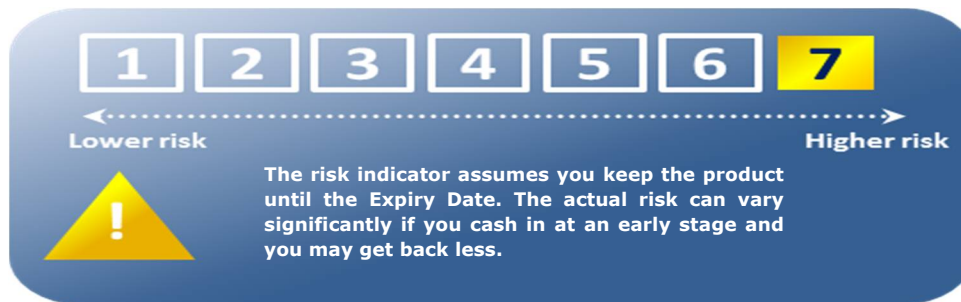 1 2 3 4 5 6 7
Lower risk Higher risk
!
The risk indicator assumes you keep the product
until the Expiry Date. The actual risk can vary
significantly if you cash in at an early stage and
you may get back less.